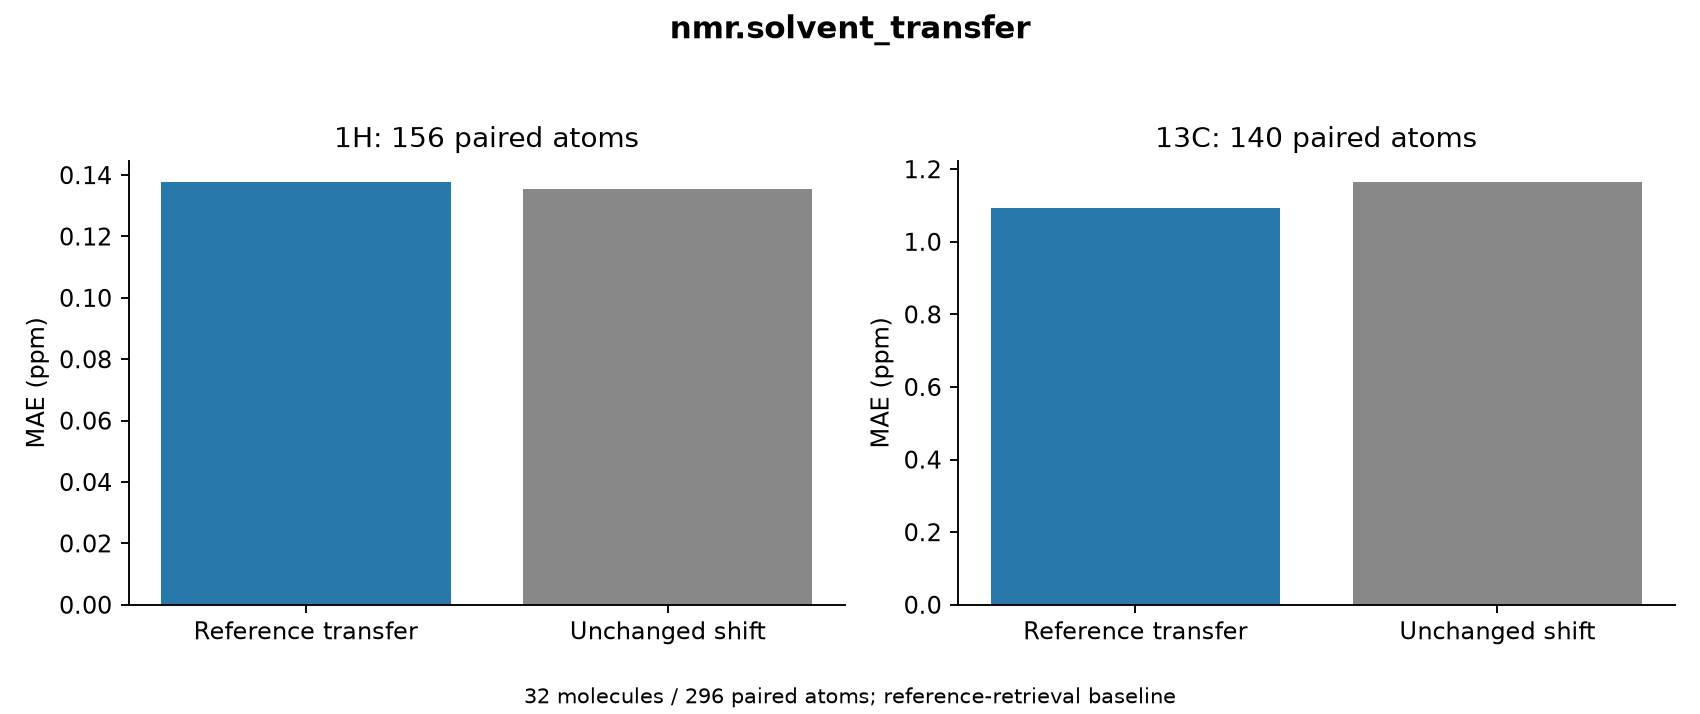 nmr.solvent_transfer
1H: 156 paired atoms
0.14
0.12
0.10
0.08
0.06
0.04
0.02
0.00
MAE (ppm)
Reference transfer
Unchanged shift
13C: 140 paired atoms
1.2
1.0
0.8
0.6
0.4
0.2
0.0
MAE (ppm)
Reference transfer
Unchanged shift
32 molecules / 296 paired atoms; reference-retrieval baseline